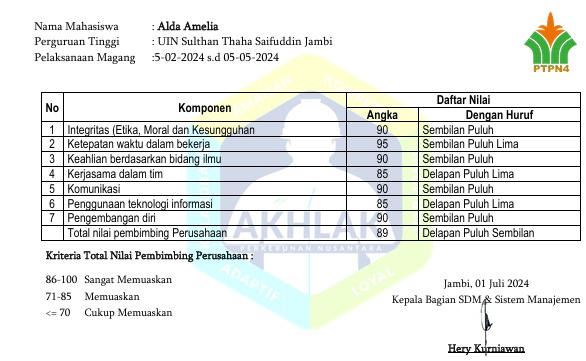 Nama Mahasiswa : Alda Amelia
Perguruan Tinggi : UIN Sulthan Thaha Saifuddin Jambi
Pelaksanaan Magang :5-02-2024 s.d 05-05-2024
PTPN4
No Komponen Daftar Nilai
Angka Dengan Huruf
1 Integritas (Etika, Moral dan Kesungguhan 90 Sembilan Puluh
2 Ketepatan waktu dalam bekerja 95 Sembilan Puluh Lima
3 Keahlian berdasarkan bidang ilmu 90 Sembilan Puluh
4 Kerjasama dalam tim 85 Delapan Puluh Lima
5 Komunikasi 90 Sembilan Puluh
6 Penggunaan teknologi informasi 85 Delapan Puluh Lima
7 Pengembangan diri 90 Sembilan Puluh
Total nilai pembimbing Perusahaan 89 Delapan Puluh Sembilan
AKHLAK
PERKEBUNAN NUSANTARA
ADAPTIF
LOYAL
Kriteria Total Nilai Pembimbing Perusahaan :
86-100 Sangat Memuaskan
71-85 Memuaskan
<= 70 Cukup Memuaskan
Jambi, 01 Juli 2024
Kepala Bagian SDM & Sistem Manajemen
Hery Kurniawan